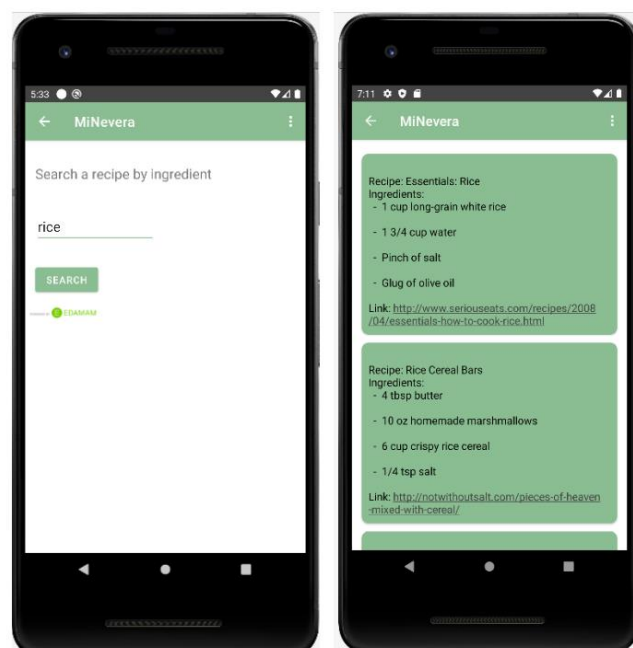 5:33
MiNevera
Search a recipe by ingredient
rice
SEARCH
EDAMAM
7:11
MiNevera
Recipe: Essentials: Rice
Ingredients:
- 1 cup long-grain white rice
- 1 3/4 cup water
- Pinch of salt
- Glug of olive oil
Link: http://www.seriouseats.com/recipes/2008
/04/essentials-how-to-cook-rice.html
Recipe: Rice Cereal Bars
Ingredients:
- 4 tbsp butter
- 10 oz homemade marshmallows
- 6 cup crispy rice cereal
- 1/4 tsp salt
Link: http://notwithoutsalt.com/pieces-of-heaven
-mixed-with-cereal/